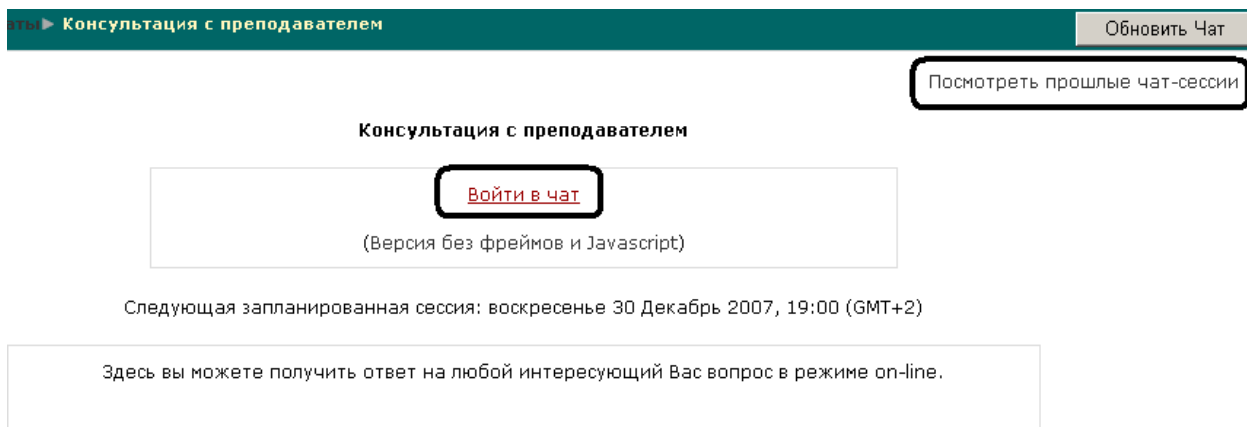 аты► Консультация с преподавателем
Обновить Чат
Посмотреть прошлые чат-сессии
Консультация с преподавателем
Войти в чат
(Версия без фреймов и Javascript)
Следующая запланированная сессия: воскресенье 30 Декабрь 2007, 19:00 (GMT+2)
Здесь вы можете получить ответ на любой интересующий Вас вопрос в режиме on-line.